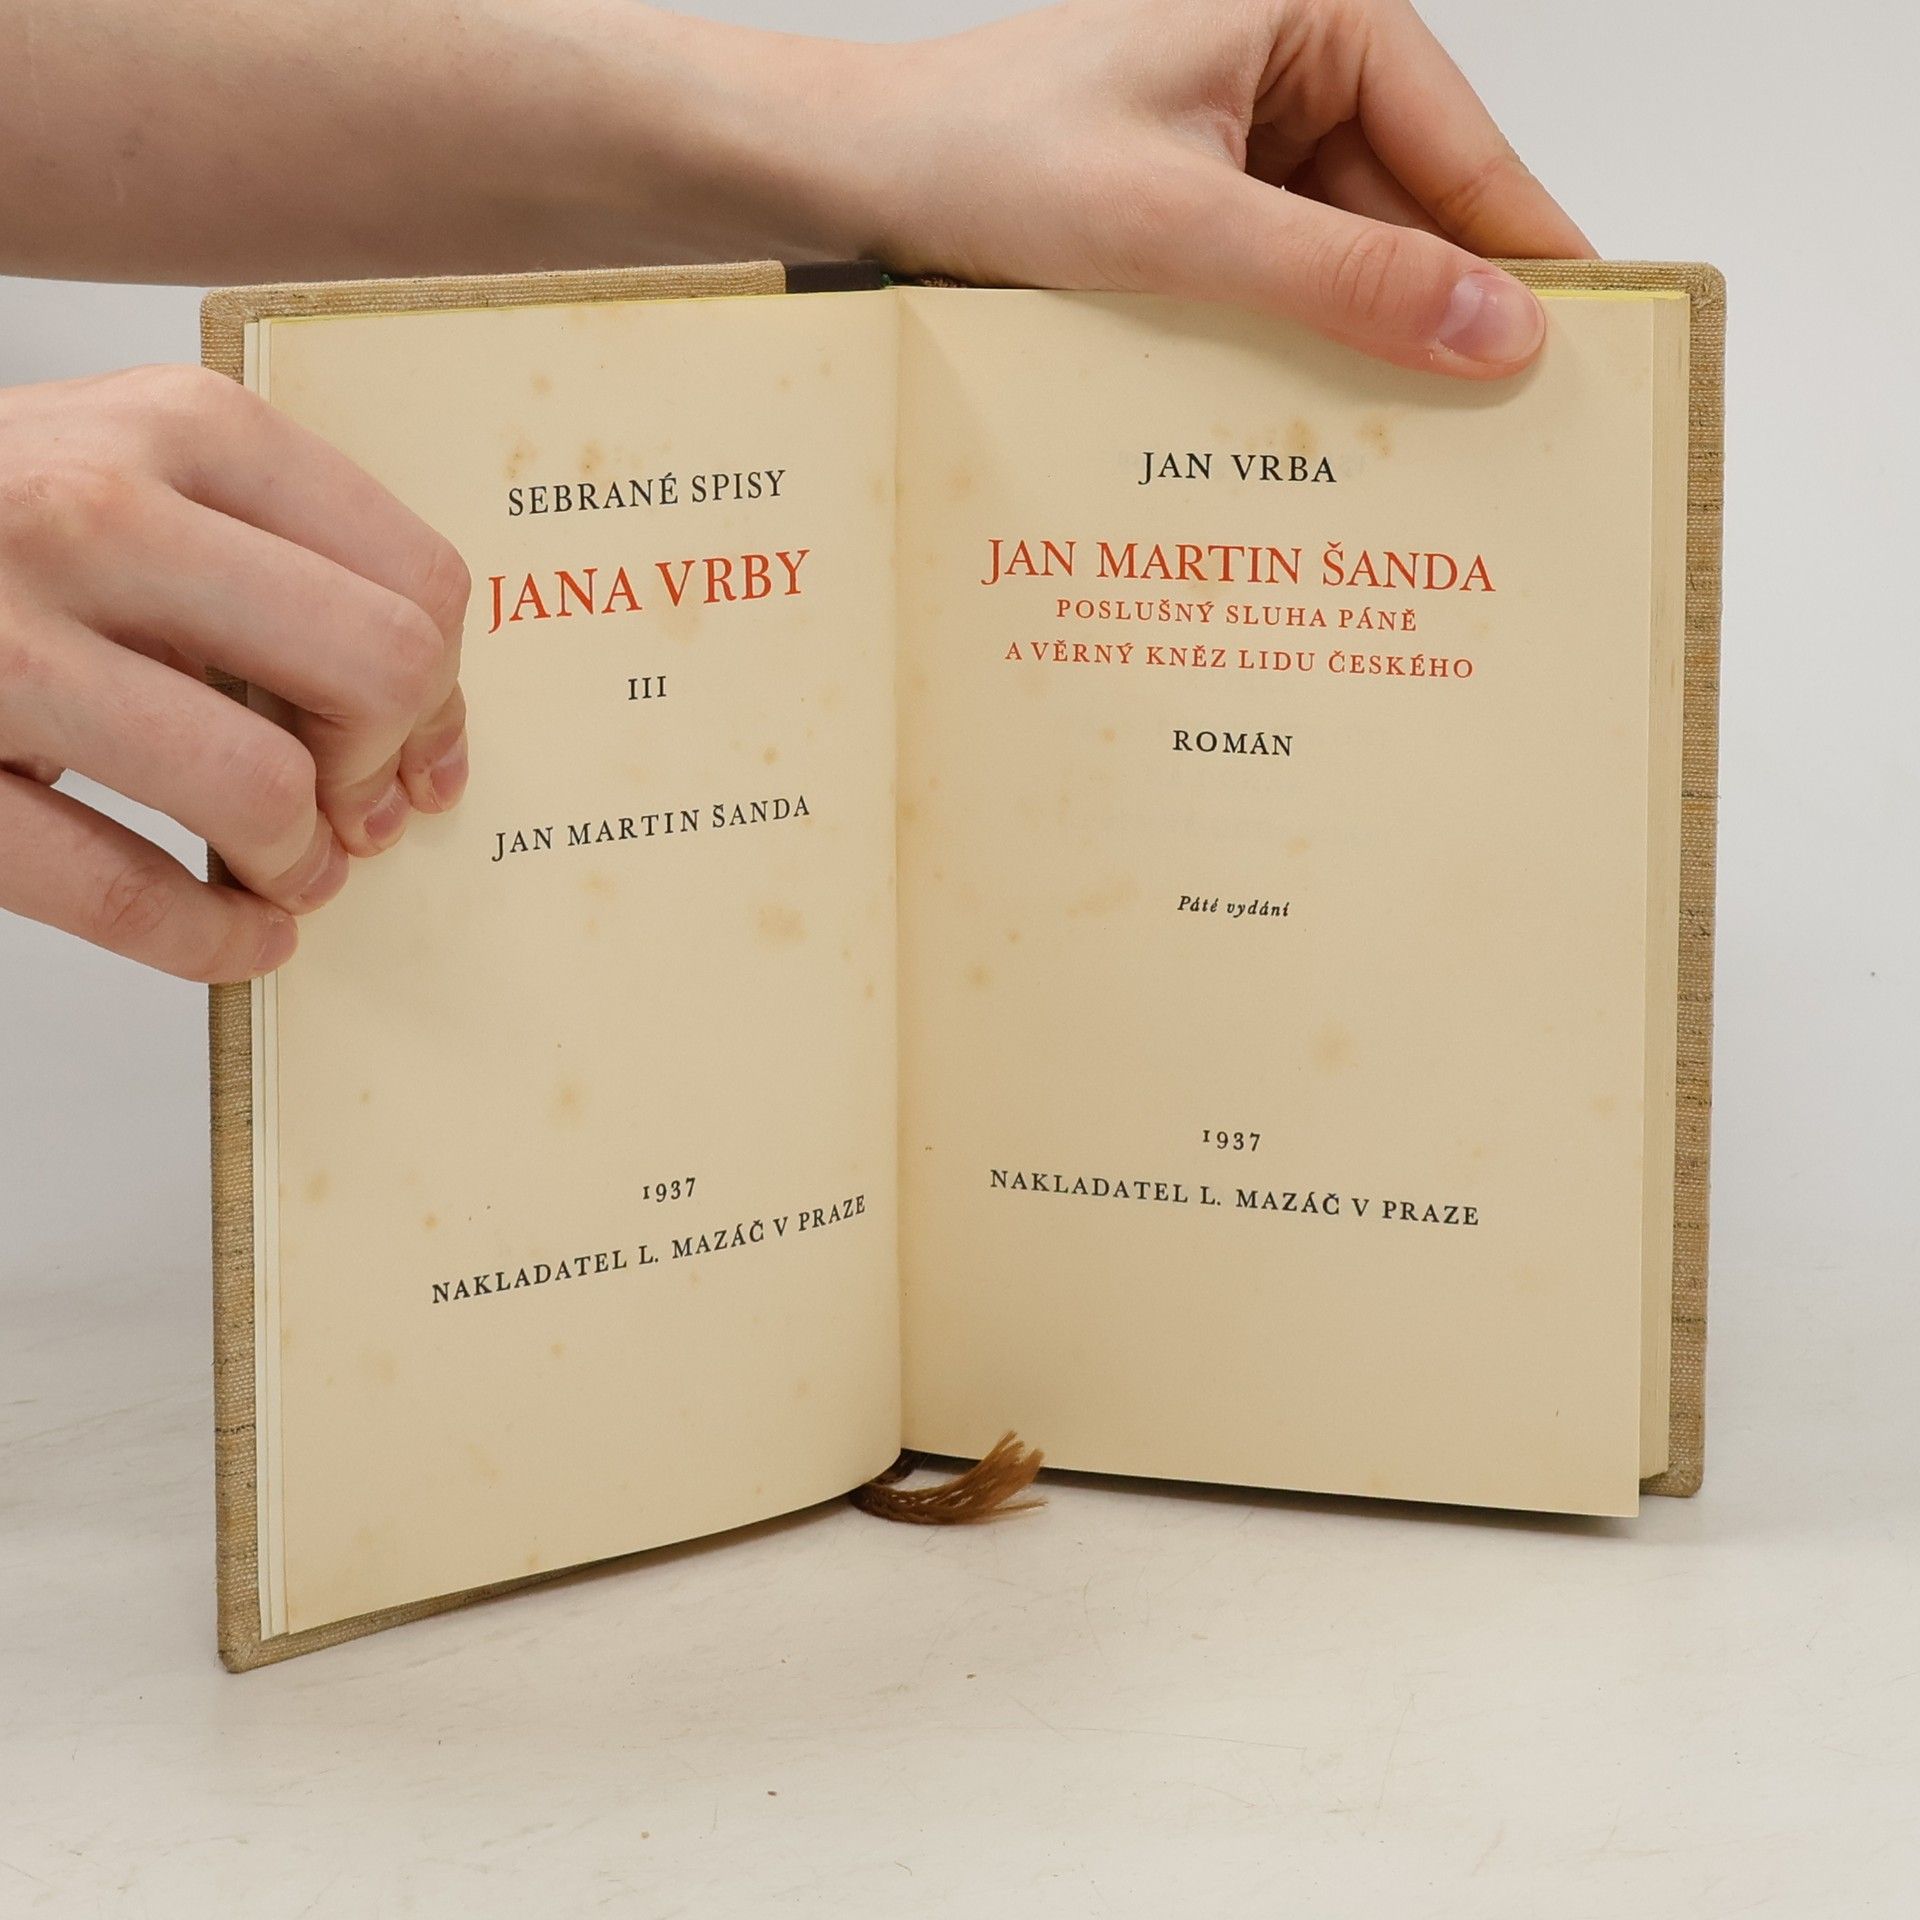 SEBRANÉ SPISY
JANA VRBY
III
JAN MARTIN ŠANDA
1937
NAKLADATEL L. MAZÁČ V PRAZE
JAN VRBA
JAN MARTIN ŠANDA
POSLUŠNÝ SLUHA PÁNĚ
A VĚRNÝ KNĚZ LIDU ČESKÉHO
ROMÁN
Páté vydání
1937
NAKLADATEL L. MAZÁČ V PRAZE